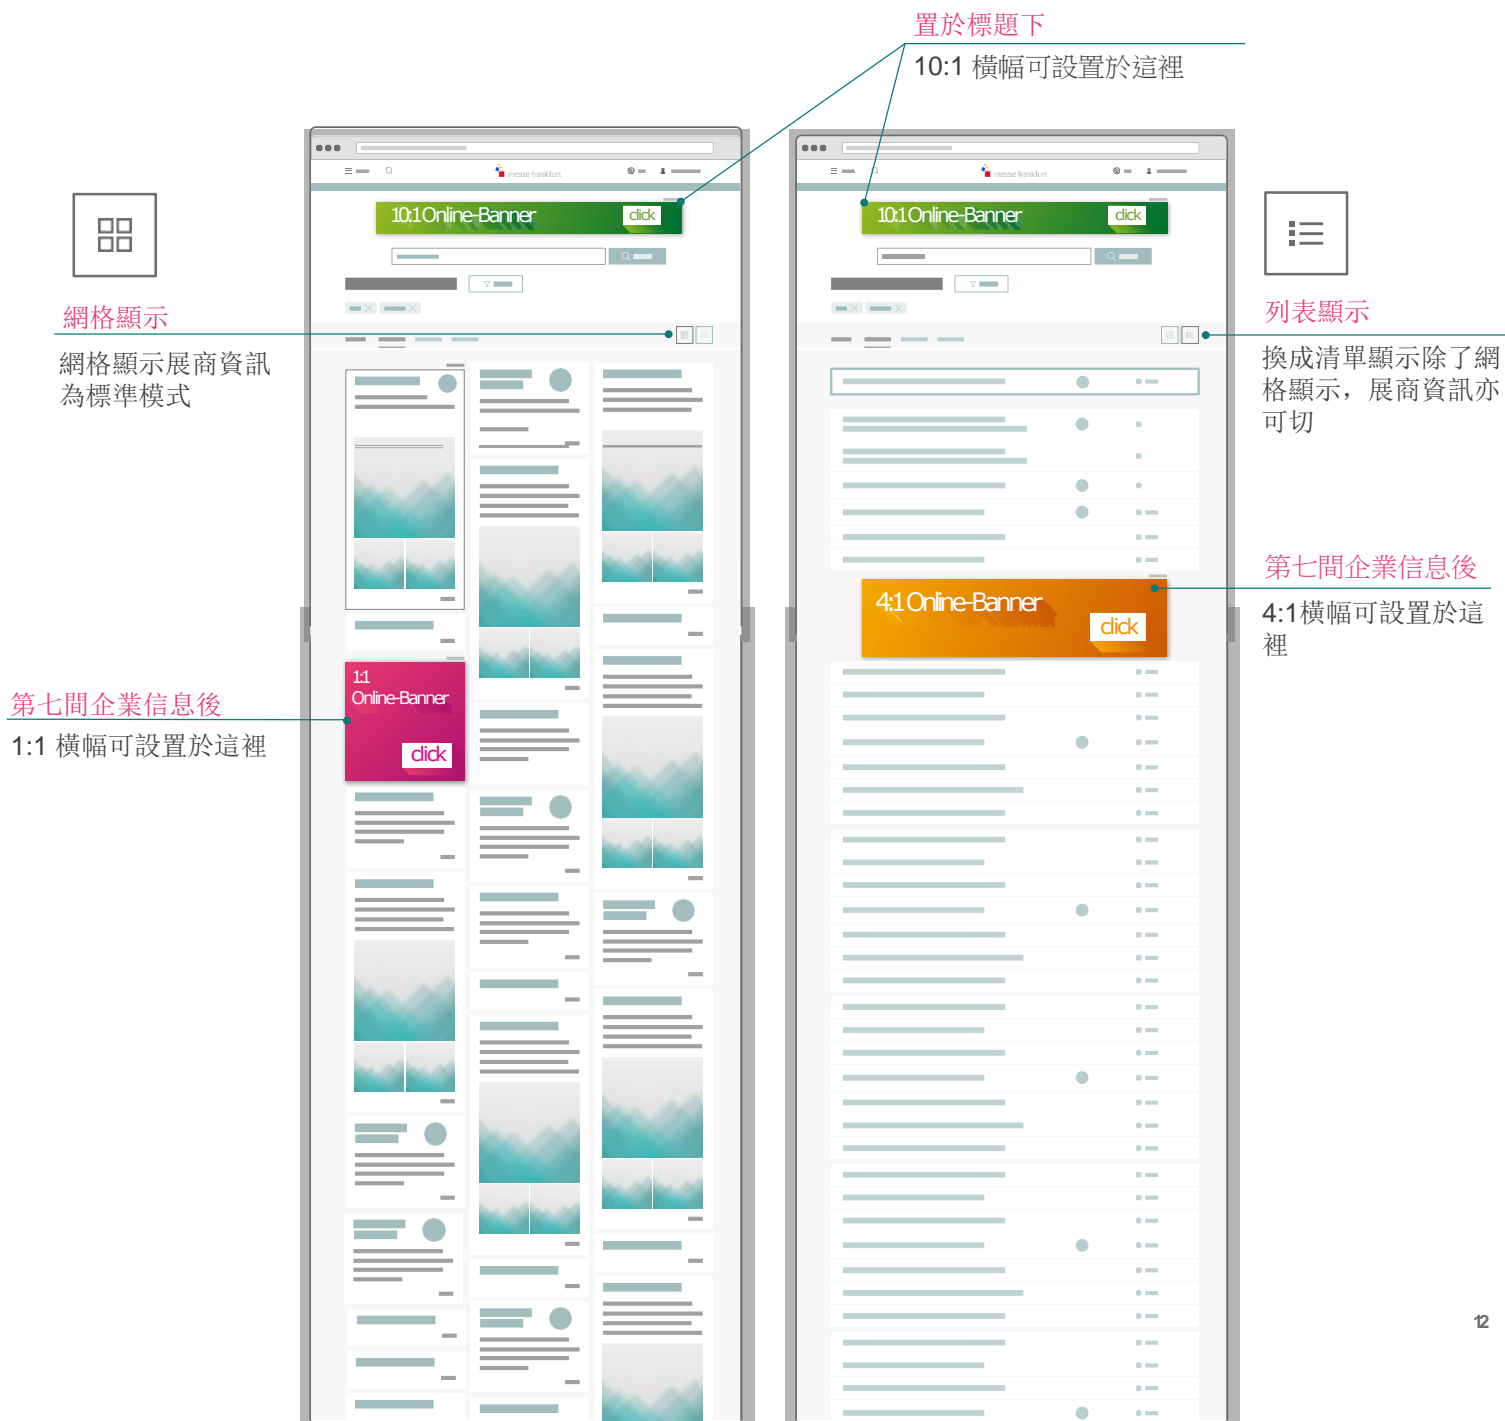 置於標題下
10:1 橫幅可設置於這裡
messe frankfurt
messe frankfurt
10:1 Online-Banner
click
10:1 Online-Banner
click
網格顯示
網格顯示展商資訊
為標準模式
列表顯示
換成清單顯示除了網
格顯示，展商資訊亦
可切
第七間企業信息後
4:1橫幅可設置於這
裡
4:1 Online-Banner
click
1:1
Online-Banner
click
第七間企業信息後
1:1 橫幅可設置於這裡
12